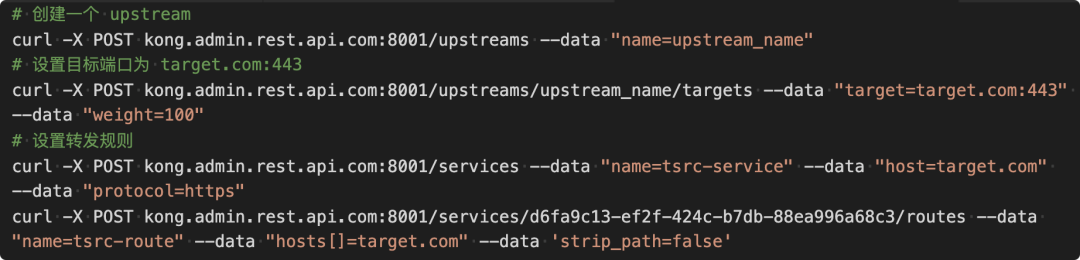 # 创建一个 upstream
curl -X POST kong.admin.rest.api.com:8001/upstreams --data "name=upstream_name"
# 设置目标端口为 target.com:443
curl -X POST kong.admin.rest.api.com:8001/upstreams/upstream_name/targets --data "target=target.com:443"
--data "weight=100"
# 设置转发规则
curl -X POST kong.admin.rest.api.com:8001/services --data "name=tsrc-service" --data "host=target.com"
--data "protocol=https"
curl -X POST kong.admin.rest.api.com:8001/services/d6fa9c13-ef2f-424c-b7db-88ea996a68c3/routes --data
"name=tsrc-route" --data "hosts[]=target.com" --data 'strip_path=false'